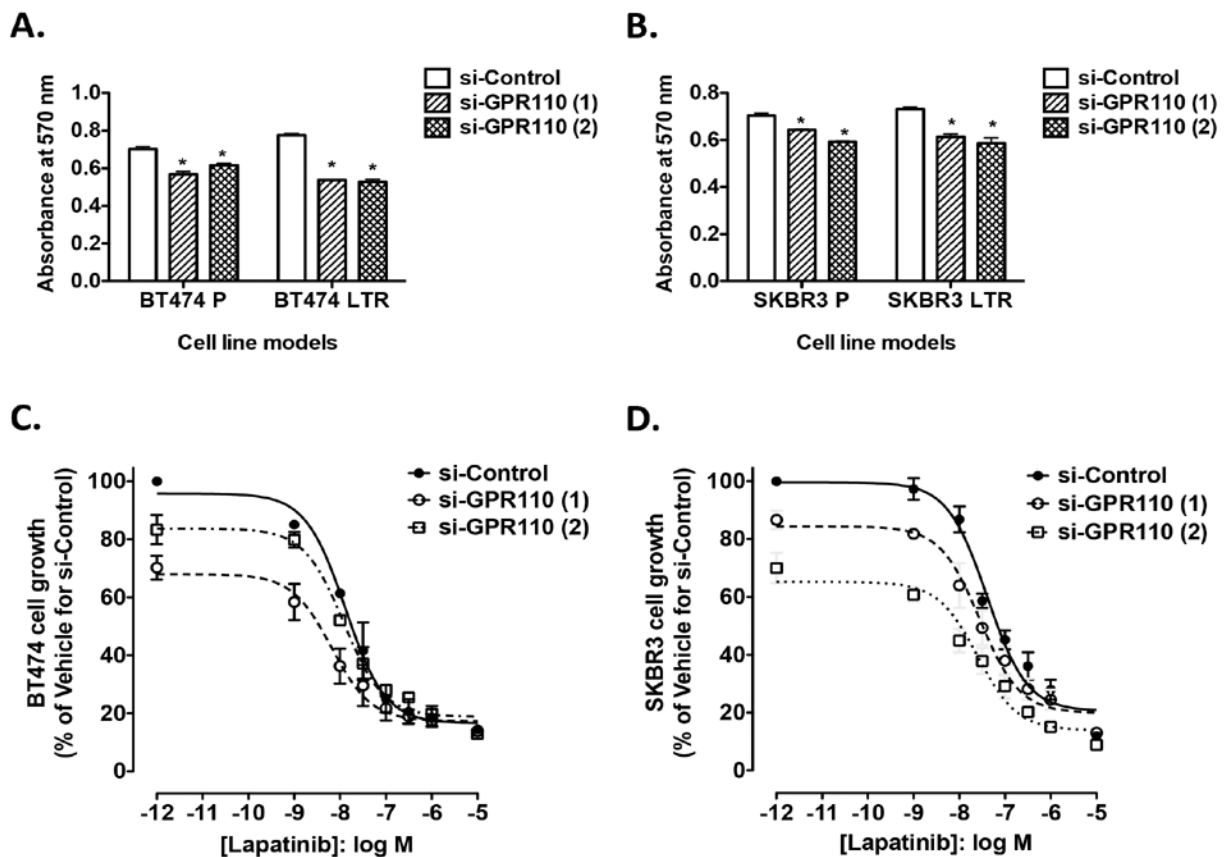 A.
Absorbance at 570 nm
1.0
0.8
0.6
0.4
0.2
0.0
* * * *
BT474 P BT474 LTR
Cell line models
si-Control
si-GPR110 (1)
si-GPR110 (2)
B.
Absorbance at 570 nm
0.8
0.6
0.4
0.2
0.0
* * * *
SKBR3 P SKBR3 LTR
Cell line models
si-Control
si-GPR110 (1)
si-GPR110 (2)
C.
BT474 cell growth
(% of Vehicle for si-Control)
100
80
60
40
20
0
-12 -11 -10 -9 -8 -7 -6 -5
[Lapatinib]: log M
si-Control
si-GPR110 (1)
si-GPR110 (2)
D.
SKBR3 cell growth
(% of Vehicle for si-Control)
100
80
60
40
20
0
-12 -11 -10 -9 -8 -7 -6 -5
[Lapatinib]: log M
si-Control
si-GPR110 (1)
si-GPR110 (2)